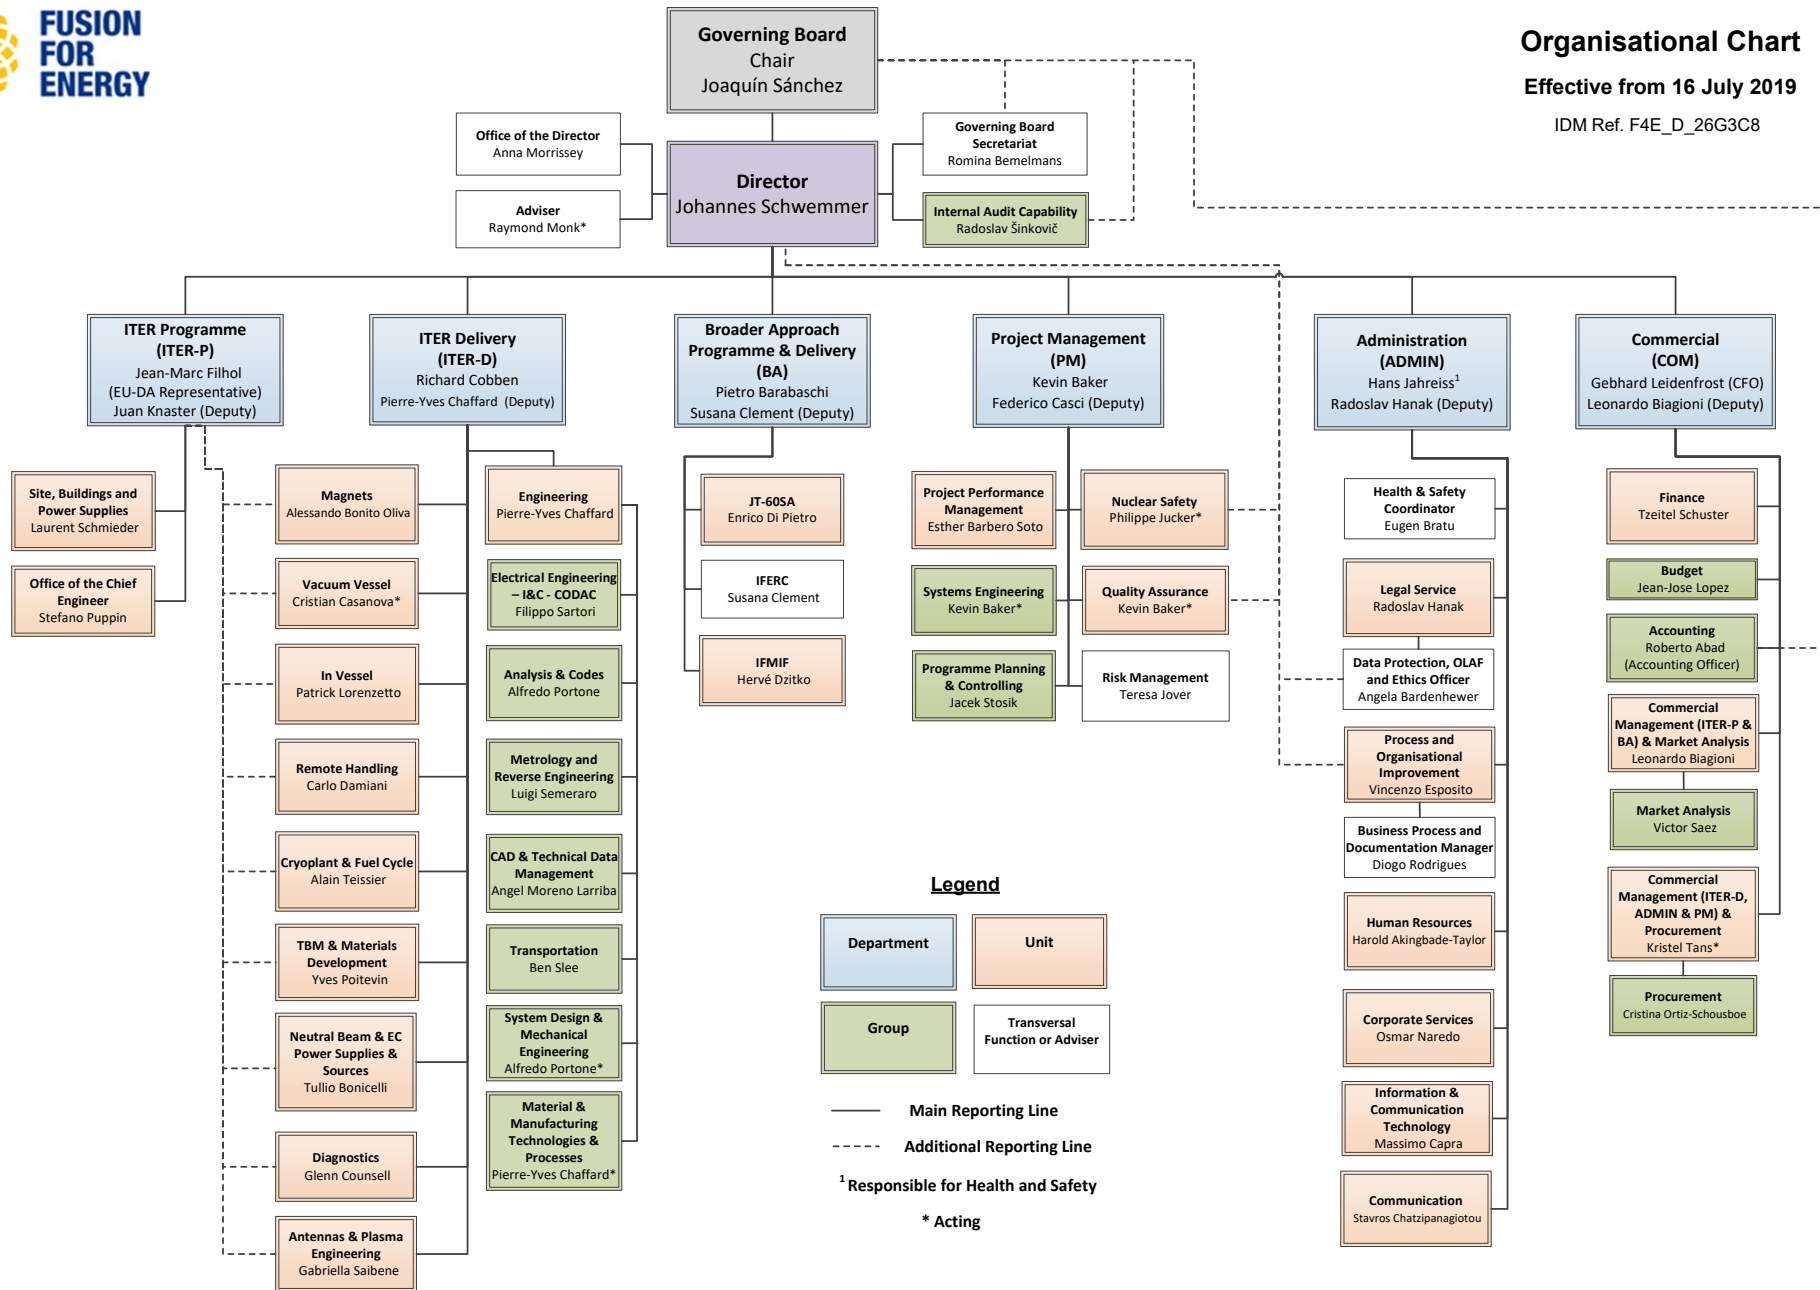 FUSION
FOR
ENERGY
Organisational Chart
Effective from 16 July 2019
IDM Ref. F4E_D_26G3C8
Governing Board
Chair
Joaquín Sánchez
Office of the Director
Anna Morrissey
Adviser
Raymond Monk*
Director
Johannes Schwemmer
Governing Board
Secretariat
Romina Bemelmans
Internal Audit Capability
Radoslav Šinkovič
ITER Programme
(ITER-P)
Jean-Marc Filhol
(EU-DA Representative)
Juan Knaster (Deputy)
ITER Delivery
(ITER-D)
Richard Cobben
Pierre-Yves Chaffard (Deputy)
Broader Approach
Programme & Delivery
(BA)
Pietro Barabaschi
Susana Clement (Deputy)
Project Management
(PM)
Kevin Baker
Federico Casci (Deputy)
Administration
(ADMIN)
Hans Jahreiss¹
Radoslav Hanak (Deputy)
Commercial
(COM)
Gebhard Leidenfrost (CFO)
Leonardo Biagioni (Deputy)
Site, Buildings and
Power Supplies
Laurent Schmieder
Office of the Chief
Engineer
Stefano Puppin
Magnets
Alessando Bonito Oliva
Vacuum Vessel
Cristian Casanova*
In Vessel
Patrick Lorenzetto
Remote Handling
Carlo Damiani
Cryoplant & Fuel Cycle
Alain Teissier
TBM & Materials
Development
Yves Poitevin
Neutral Beam & EC
Power Supplies &
Sources
Tullio Bonicelli
Diagnostics
Glenn Counsell
Antennas & Plasma
Engineering
Gabriella Saibene
Engineering
Pierre-Yves Chaffard
Electrical Engineering
– I&C - CODAC
Filippo Sartori
Analysis & Codes
Alfredo Portone
Metrology and
Reverse Engineering
Luigi Semeraro
CAD & Technical Data
Management
Angel Moreno Larriba
Transportation
Ben Slee
System Design &
Mechanical
Engineering
Alfredo Portone*
Material &
Manufacturing
Technologies &
Processes
Pierre-Yves Chaffard*
JT-60SA
Enrico Di Pietro
IFERC
Susana Clement
IFMIF
Hervé Dzitko
Project Performance
Management
Esther Barbero Soto
Systems Engineering
Kevin Baker*
Programme Planning
& Controlling
Jacek Stosik
Nuclear Safety
Philippe Jucker*
Quality Assurance
Kevin Baker*
Risk Management
Teresa Jover
Health & Safety
Coordinator
Eugen Bratu
Legal Service
Radoslav Hanak
Data Protection, OLAF
and Ethics Officer
Angela Bardenhewer
Process and
Organisational
Improvement
Vincenzo Esposito
Business Process and
Documentation Manager
Diogo Rodrigues
Human Resources
Harold Akingbade-Taylor
Corporate Services
Osmar Naredo
Information &
Communication
Technology
Massimo Capra
Communication
Stavros Chatzipanagiotou
Finance
Tzeitel Schuster
Budget
Jean-Jose Lopez
Accounting
Roberto Abad
(Accounting Officer)
Commercial
Management (ITER-P &
BA) & Market Analysis
Leonardo Biagioni
Market Analysis
Victor Saez
Commercial
Management (ITER-D,
ADMIN & PM) &
Procurement
Kristel Tans*
Procurement
Cristina Ortiz-Schousboe
Legend
Department
Unit
Group
Transversal
Function or Adviser
Main Reporting Line
Additional Reporting Line
¹ Responsible for Health and Safety
* Acting